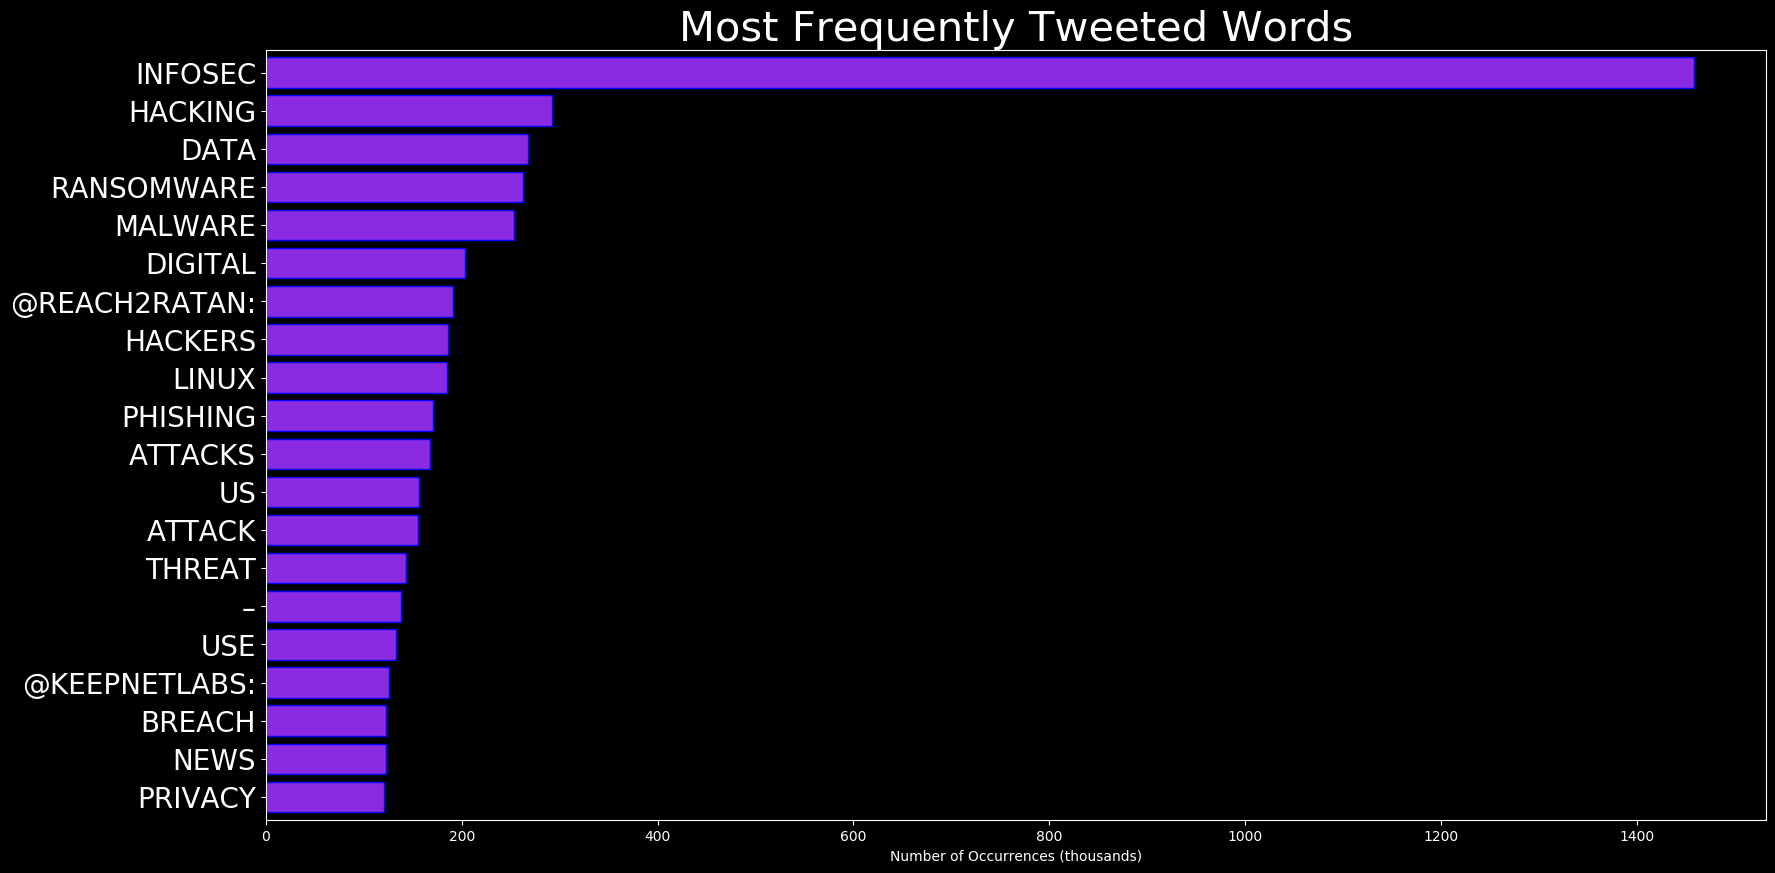 Most Frequently Tweeted Words
INFOSEC
HACKING
DATA
RANSOMWARE
MALWARE
DIGITAL
@REACH2RATAN:
HACKERS
LINUX
PHISHING
ATTACKS
US
ATTACK
THREAT
–
USE
@KEEPNETLABS:
BREACH
NEWS
PRIVACY
0 200 400 600 800 1000 1200 1400
Number of Occurrences (thousands)